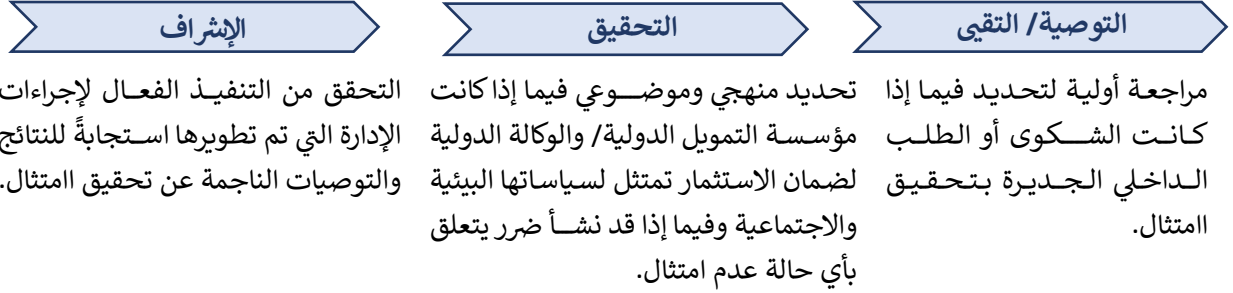 التوصية/ التقيى
مراجعة أولية لتحديد فيما إذا
كانت الشكوى أو الطلب
الداخلي الجديرة بتحقيق
اامتثال.
التحقيق
تحديد منهجي وموضوعي فيما إذا كانت
مؤسسة التمويل الدولية/ والوكالة الدولية
لضمان الاستثمار تمتثل لسياساتها البيئية
والاجتماعية وفيما إذا قد نشأ ضرر يتعلق
بأي حالة عدم امتثال.
الإشراف
التحقق من التنفيذ الفعال لإجراءات
الإدارة التي تم تطويرها استجابةً للنتائج
والتوصيات الناجمة عن تحقيق اامتثال.